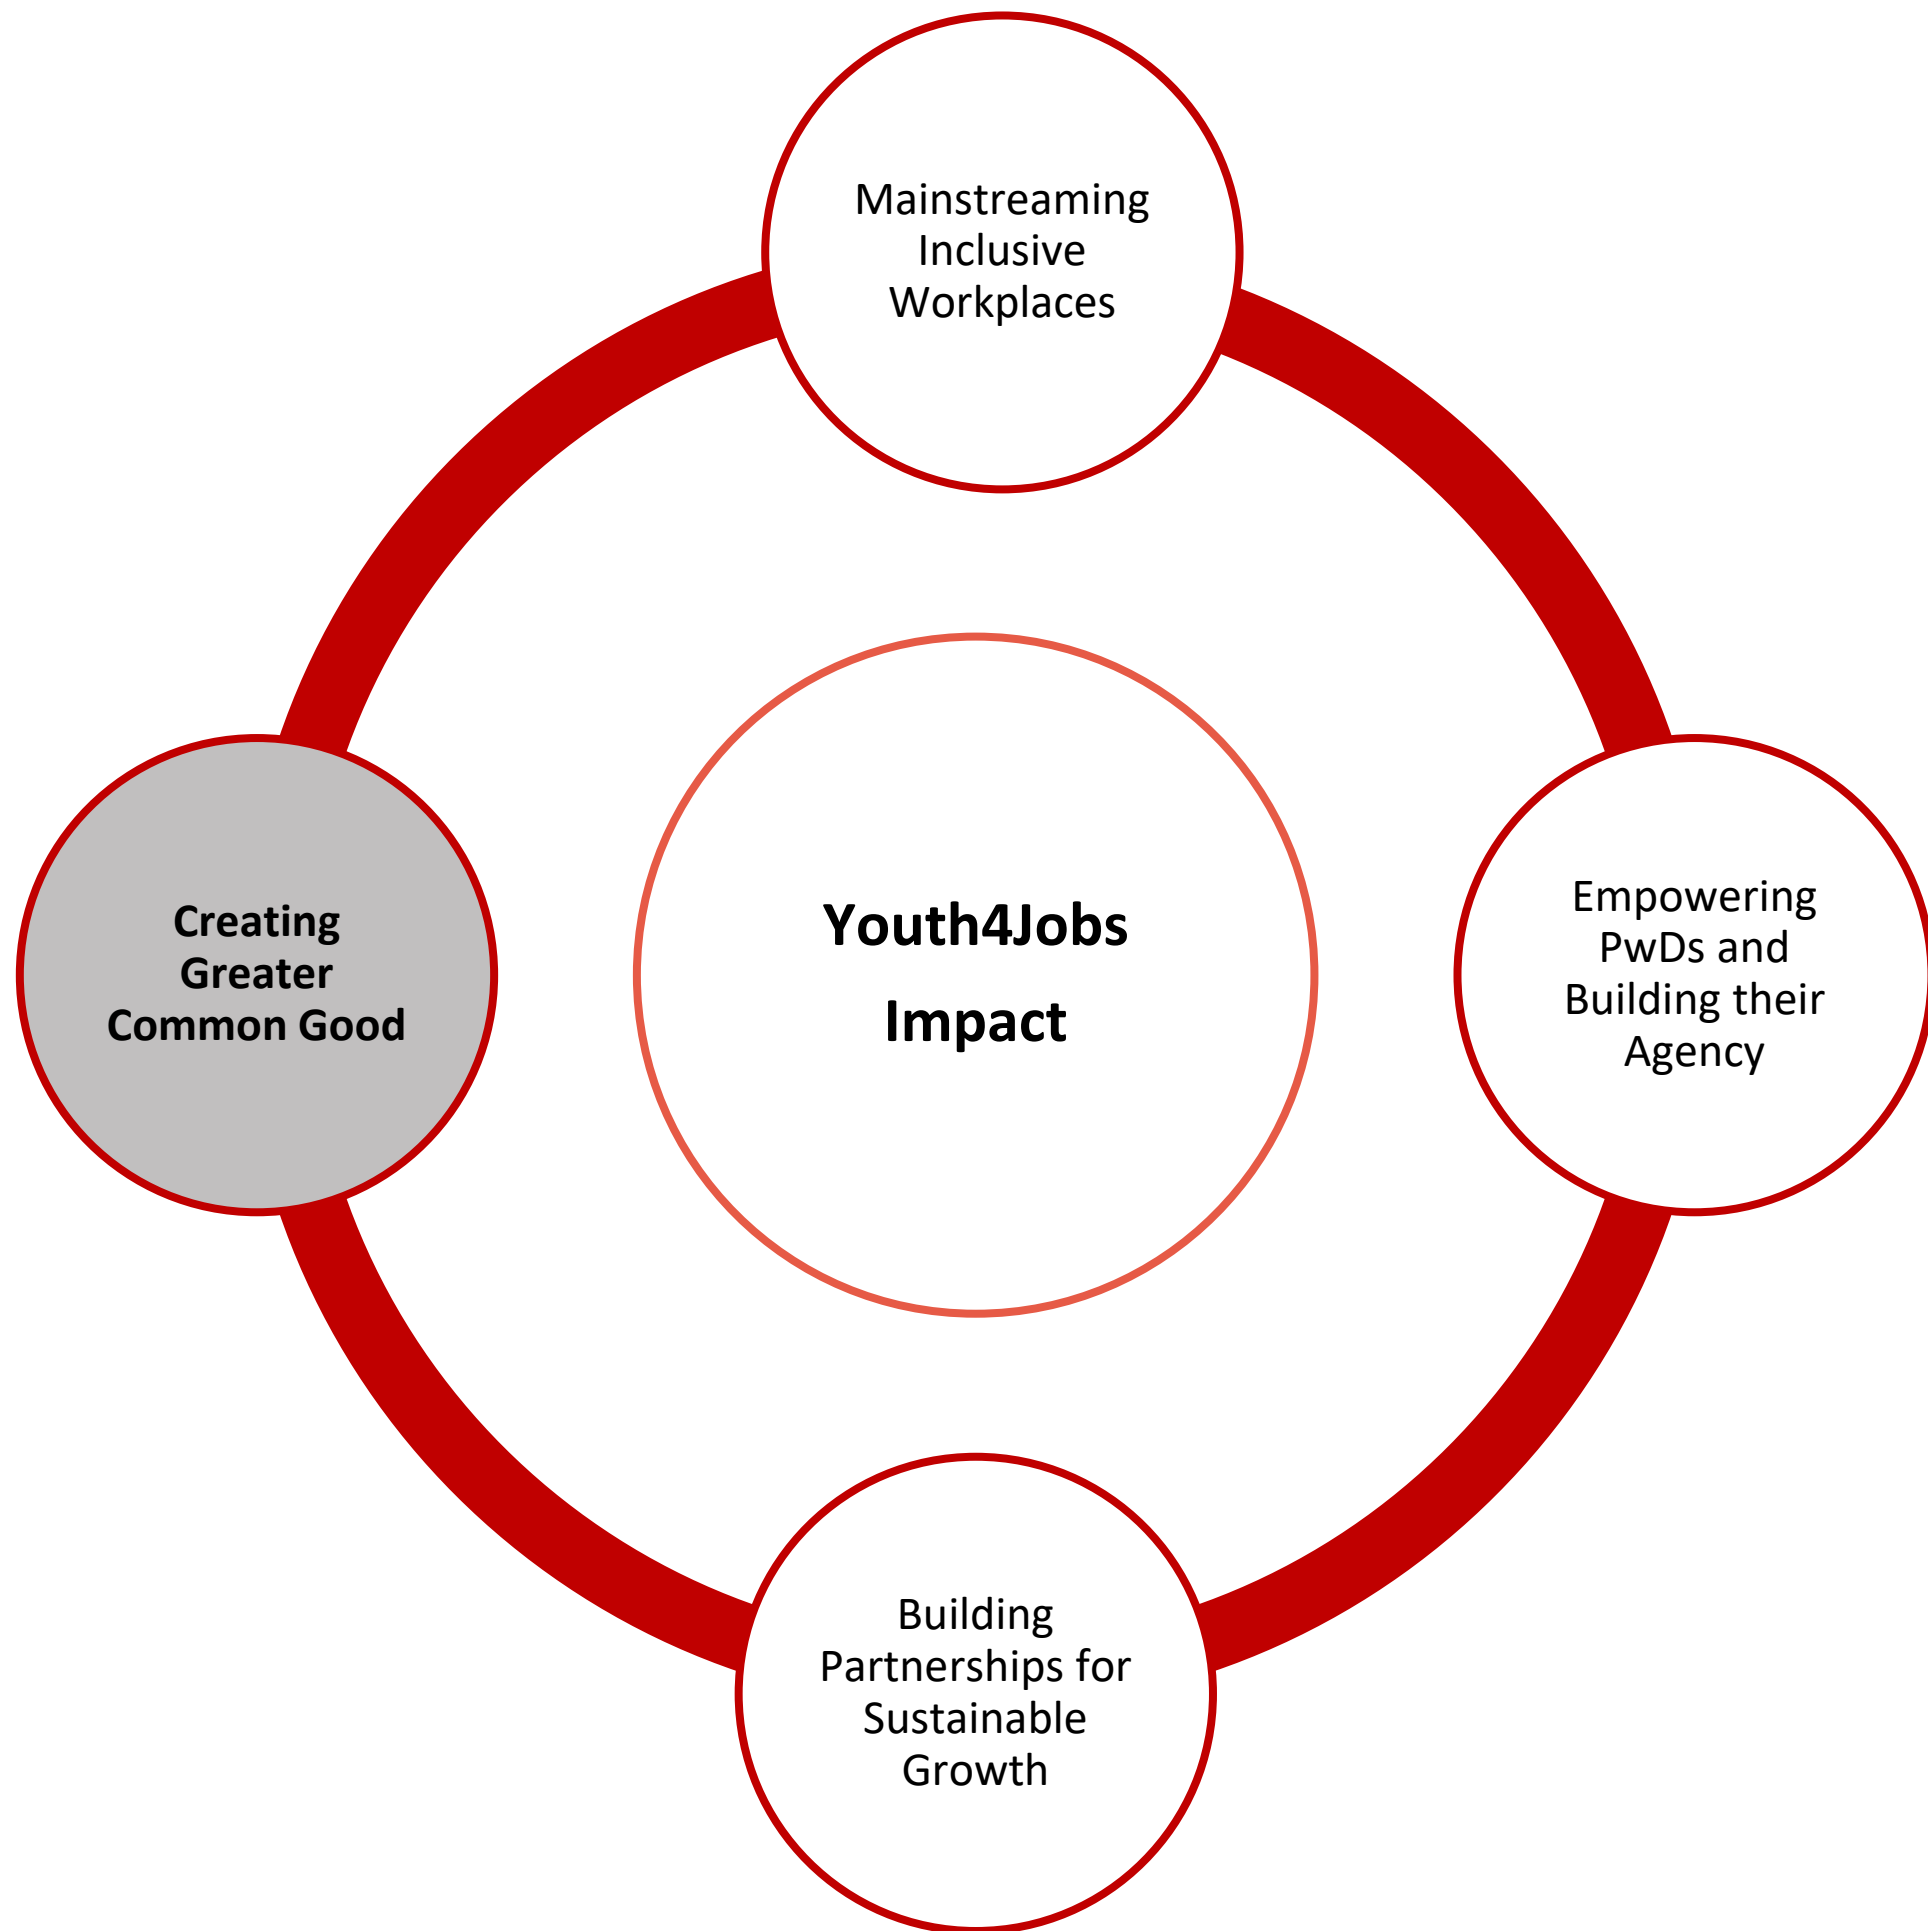 Mainstreaming
Inclusive
Workplaces
Creating
Greater
Common Good
Youth4Jobs
Impact
Empowering
PwDs and
Building their
Agency
Building
Partnerships for
Sustainable
Growth